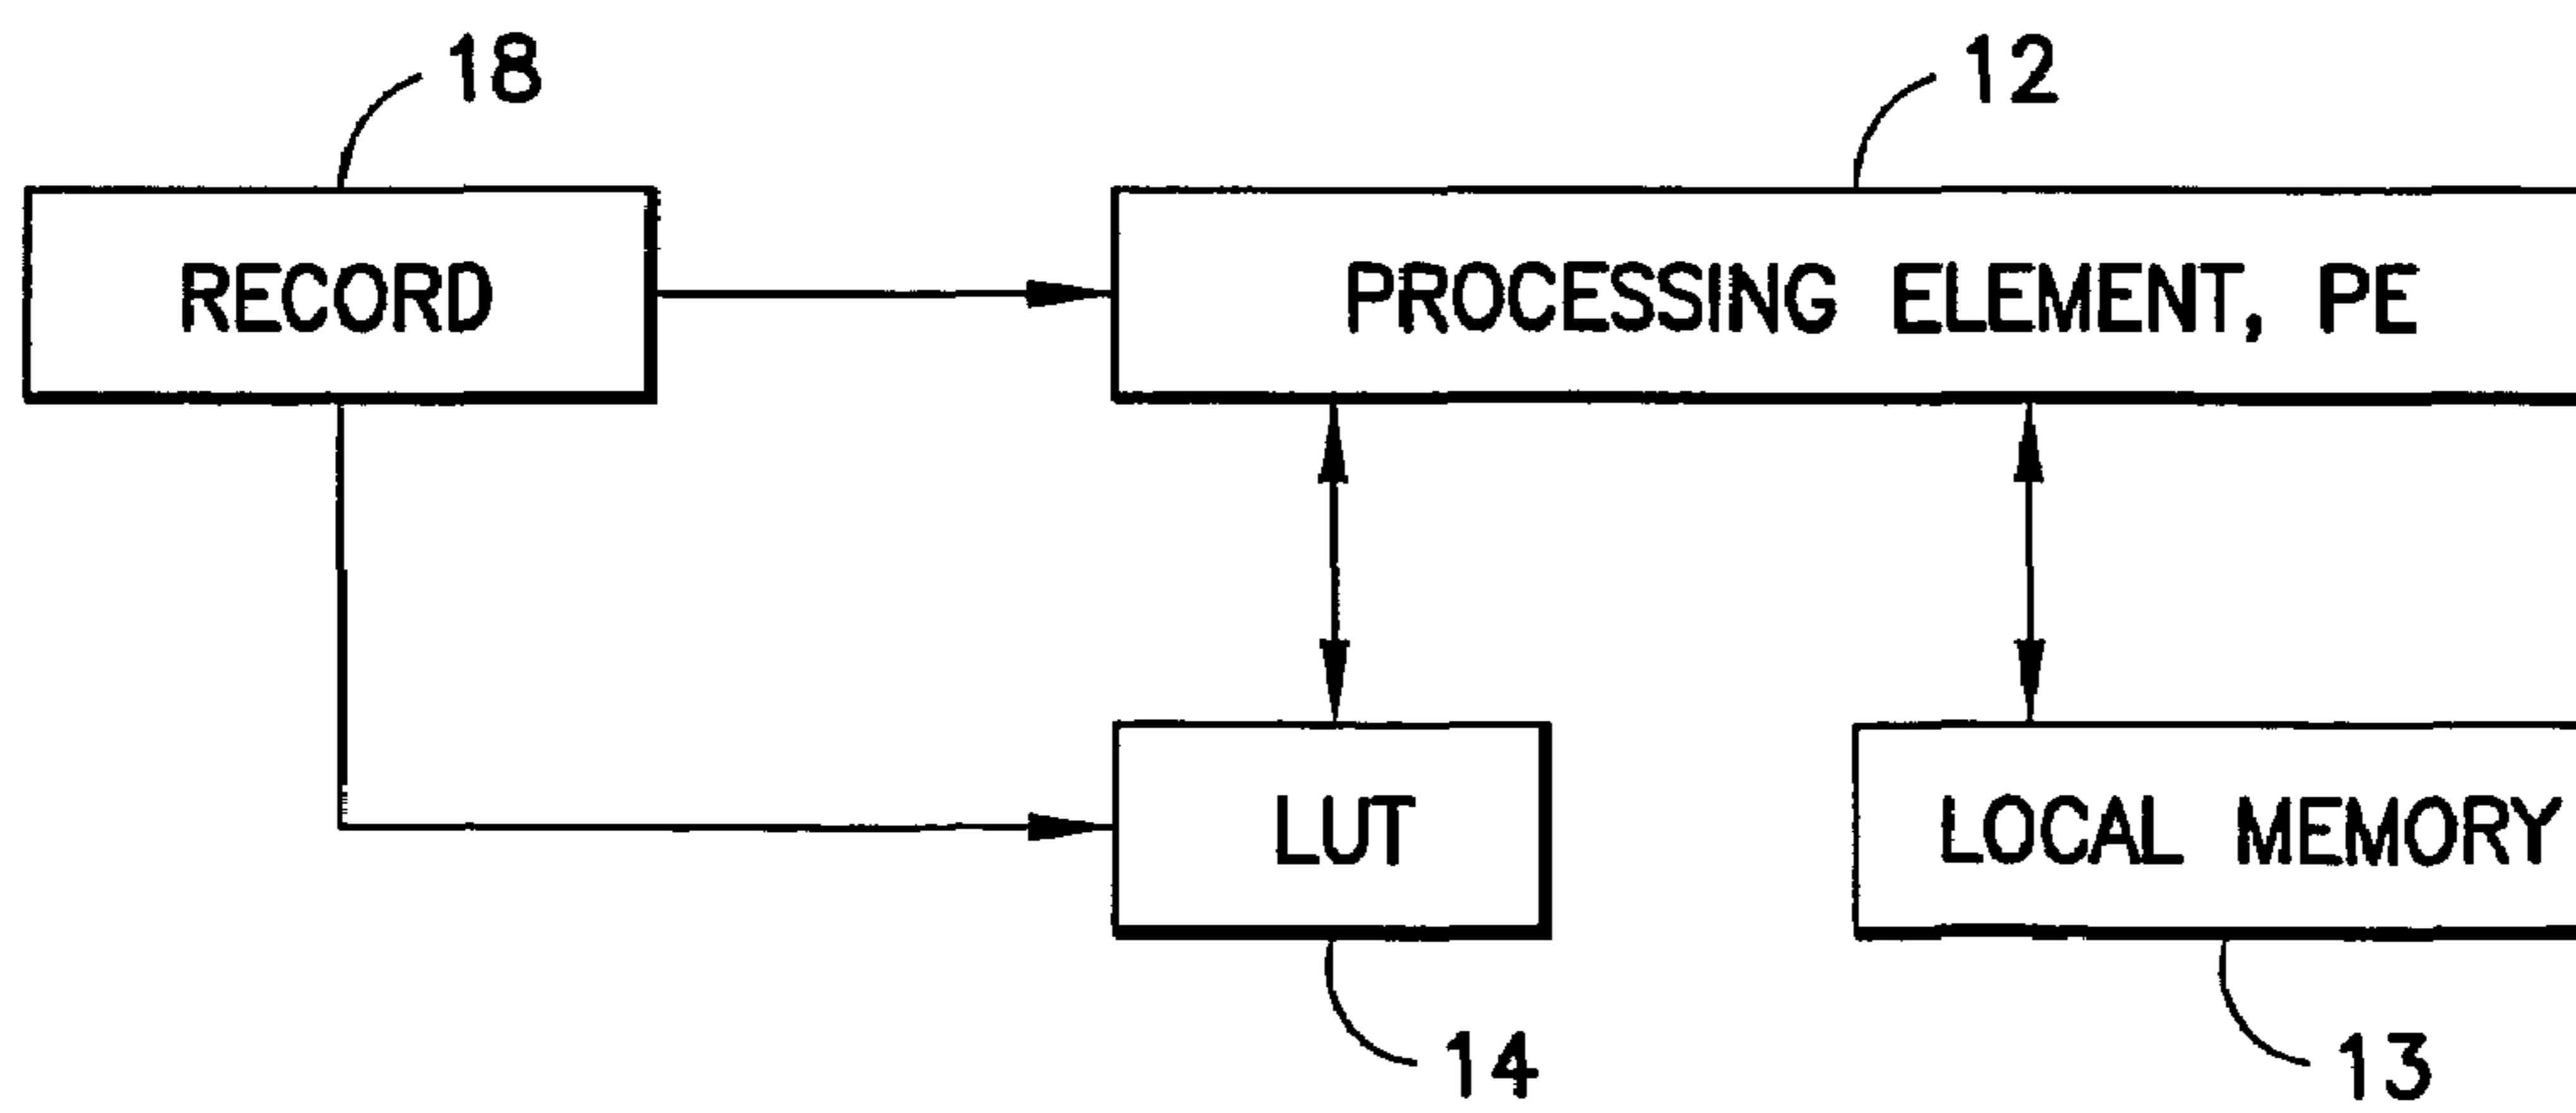 18
12
RECORD
PROCESSING ELEMENT, PE
LUT
LOCAL MEMORY
14
13